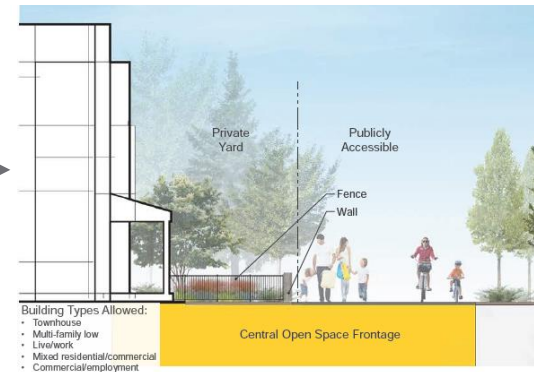 Private
Yard
Publicly
Accessible
Fence
Wall
Building Types Allowed:
• Townhouse
• Multi-family low
• Live/work
• Mixed residential/commercial
• Commercial/employment
Central Open Space Frontage